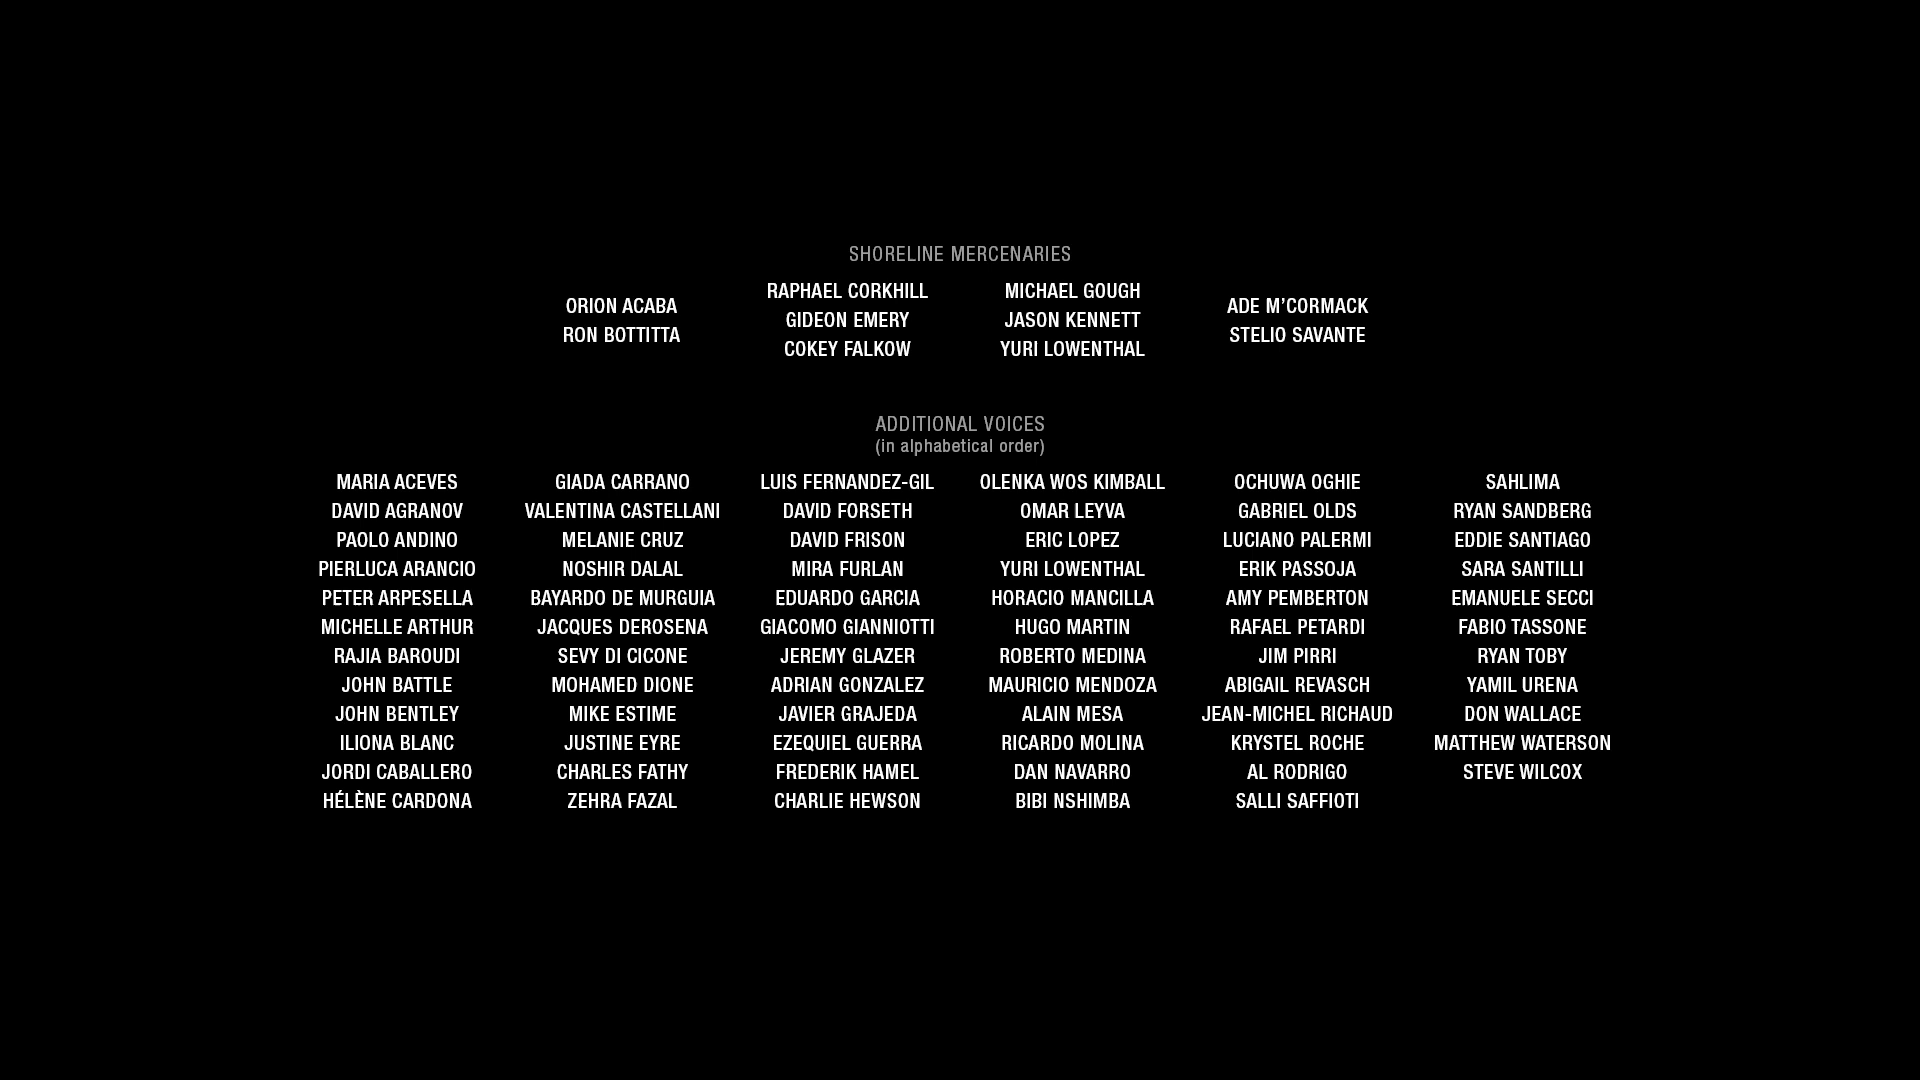 SHORELINE MERCENARIES
ORION ACABA
RON BOTTITTA
RAPHAEL CORKHILL
GIDEON EMERY
COKEY FALKOW
MICHAEL GOUGH
JASON KENNETT
YURI LOWENTHAL
ADE M’CORMACK
STELIO SAVANTE
ADDITIONAL VOICES
(in alphabetical order)
MARIA ACEVES
DAVID AGRANOV
PAOLO ANDINO
PIERLUCA ARANCIO
PETER ARPESELLA
MICHELLE ARTHUR
RAJIA BAROUDI
JOHN BATTLE
JOHN BENTLEY
ILIONA BLANC
JORDI CABALLERO
HÉLÈNE CARDONA
GIADA CARRANO
VALENTINA CASTELLANI
MELANIE CRUZ
NOSHIR DALAL
BAYARDO DE MURGUIA
JACQUES DEROSENA
SEVY DI CICONE
MOHAMED DIONE
MIKE ESTIME
JUSTINE EYRE
CHARLES FATHY
ZEHRA FAZAL
LUIS FERNANDEZ-GIL
DAVID FORSETH
DAVID FRISON
MIRA FURLAN
EDUARDO GARCIA
GIACOMO GIANNIOTTI
JEREMY GLAZER
ADRIAN GONZALEZ
JAVIER GRAJEDA
EZEQUIEL GUERRA
FREDERIK HAMEL
CHARLIE HEWSON
OLENKA WOS KIMBALL
OMAR LEYVA
ERIC LOPEZ
YURI LOWENTHAL
HORACIO MANCILLA
HUGO MARTIN
ROBERTO MEDINA
MAURICIO MENDOZA
ALAIN MESA
RICARDO MOLINA
DAN NAVARRO
BIBI NSHIMBA
OCHUWA OGHIE
GABRIEL OLDS
LUCIANO PALERMI
ERIK PASSOJA
AMY PEMBERTON
RAFAEL PETARDI
JIM PIRRI
ABIGAIL REVASCH
JEAN-MICHEL RICHAUD
KRYSTEL ROCHE
AL RODRIGO
SALLI SAFFIOTI
SAHLIMA
RYAN SANDBERG
EDDIE SANTIAGO
SARA SANTILLI
EMANUELE SECCI
FABIO TASSONE
RYAN TOBY
YAMIL URENA
DON WALLACE
MATTHEW WATERSON
STEVE WILCOX